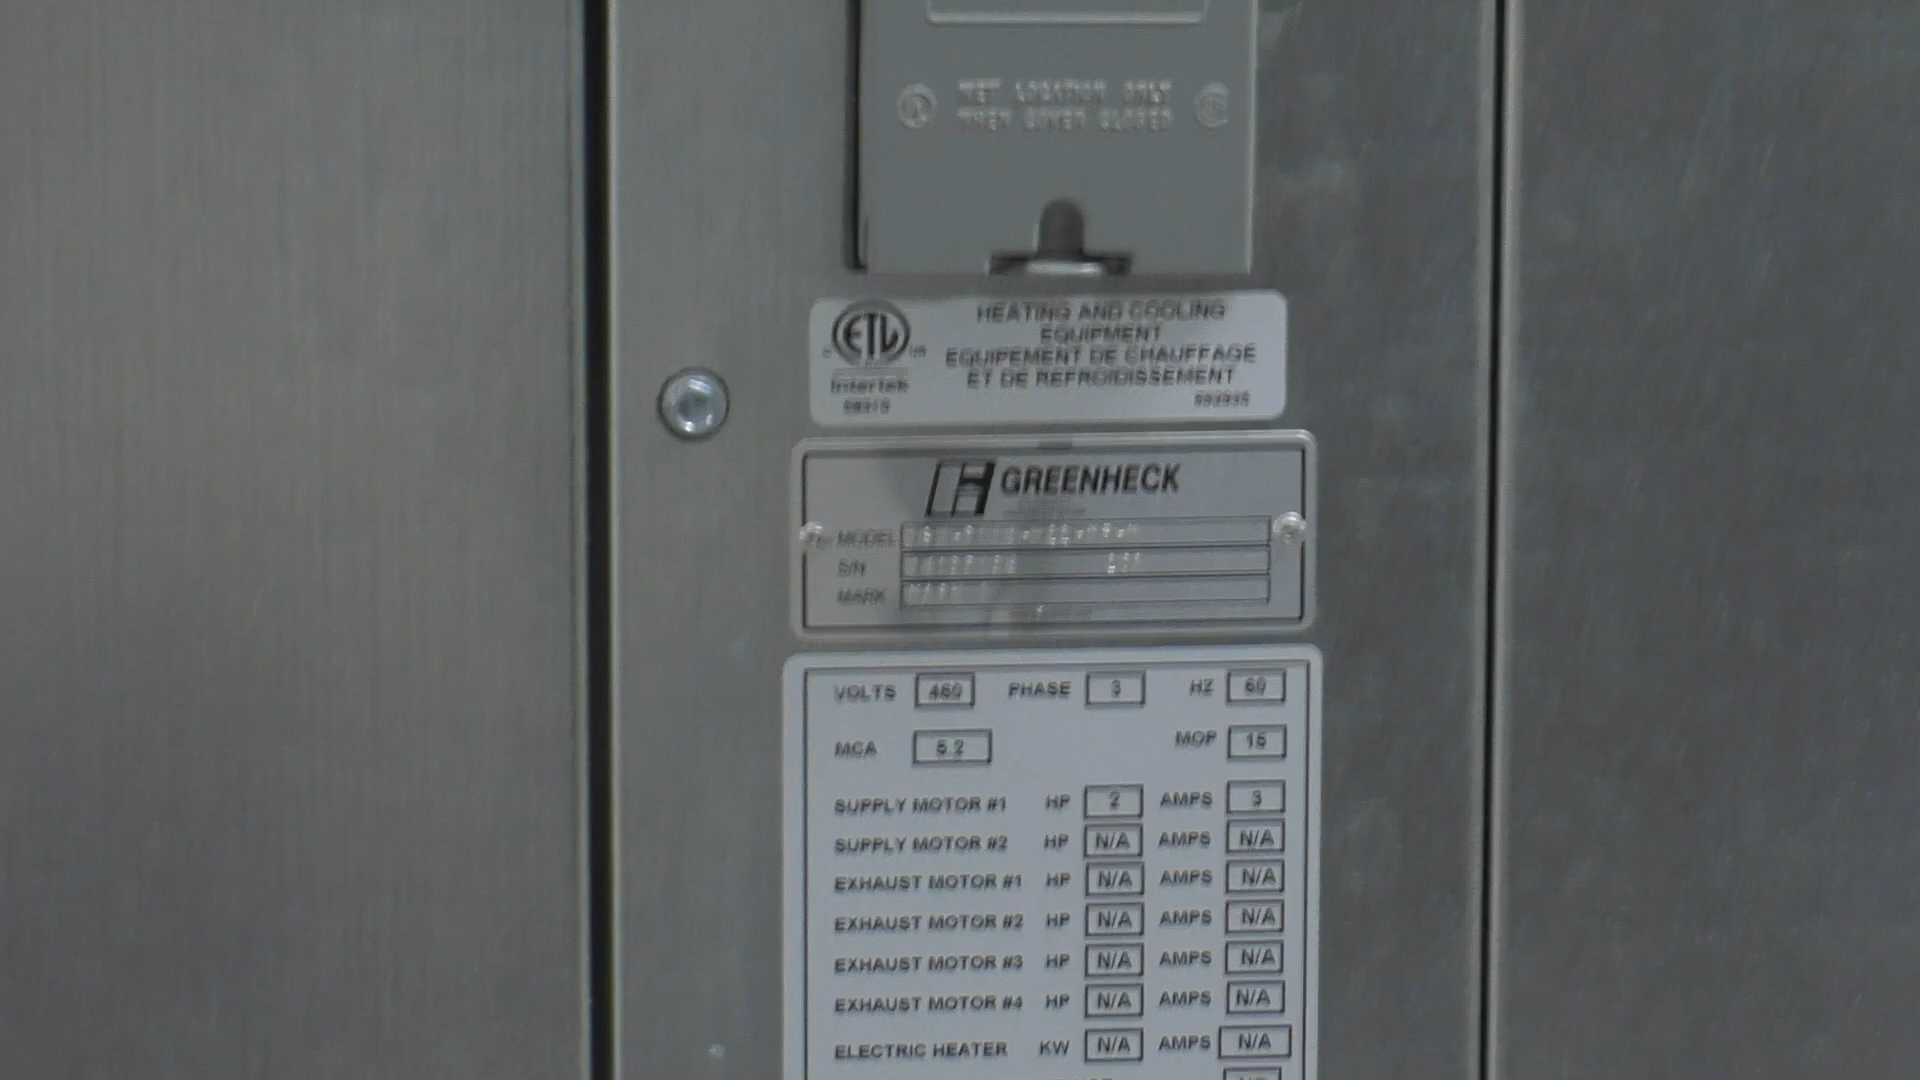 WET LOCATION ONLY
WHEN COVER CLOSED
ETL
Intertek
HEATING AND COOLING
EQUIPMENT
EQUIPEMENT DE CHAUFFAGE
ET DE REFROIDISSEMENT
GREENHECK
MODEL
S/N
MARK
VOLTS 460 PHASE 3 HZ 60
MCA 5.2 MOP 15
SUPPLY MOTOR #1 HP 2 AMPS 3
SUPPLY MOTOR #2 HP N/A AMPS N/A
EXHAUST MOTOR #1 HP N/A AMPS N/A
EXHAUST MOTOR #2 HP N/A AMPS N/A
EXHAUST MOTOR #3 HP N/A AMPS N/A
EXHAUST MOTOR #4 HP N/A AMPS N/A
ELECTRIC HEATER KW N/A AMPS N/A